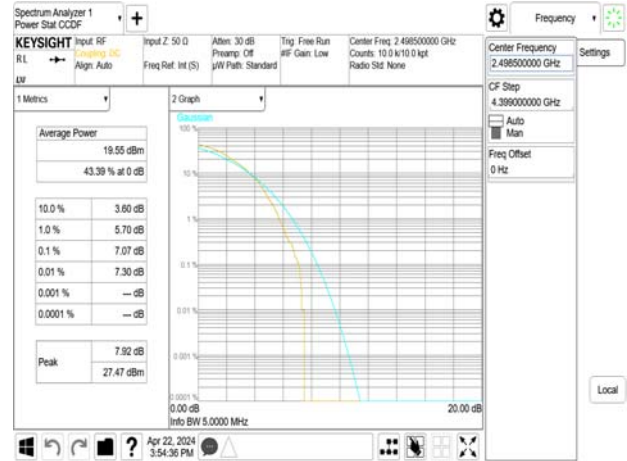 Spectrum Analyzer 1
Power Stat CCDF
Frequency
KEYSIGHT
Input: RF
Coupling: DC
Align: Auto
Input Z: 50 Ω
Freq Ref: Int (S)
Atten: 30 dB
Preamp: Off
µW Path: Standard
Trig: Free Run
#IF Gain: Low
Center Freq: 2.498500000 GHz
Counts: 10.0 k/10.0 kpt
Radio Std: None
RL
Center Frequency
2.498500000 GHz
Settings
CF Step
4.399000000 GHz
Auto
Man
Freq Offset
0 Hz
1 Metrics
2 Graph
Average Power
19.55 dBm
43.39 % at 0 dB
10.0 % 3.60 dB
1.0 % 5.70 dB
0.1 % 7.07 dB
0.01 % 7.30 dB
0.001 % --- dB
0.0001 % --- dB
Peak
7.92 dB
27.47 dBm
Gaussian
100 %
10 %
1 %
0.1 %
0.01 %
0.001 %
0.0001 %
0.00 dB 20.00 dB
Info BW 5.0000 MHz
Local
?
Apr 22, 2024
3:54:36 PM